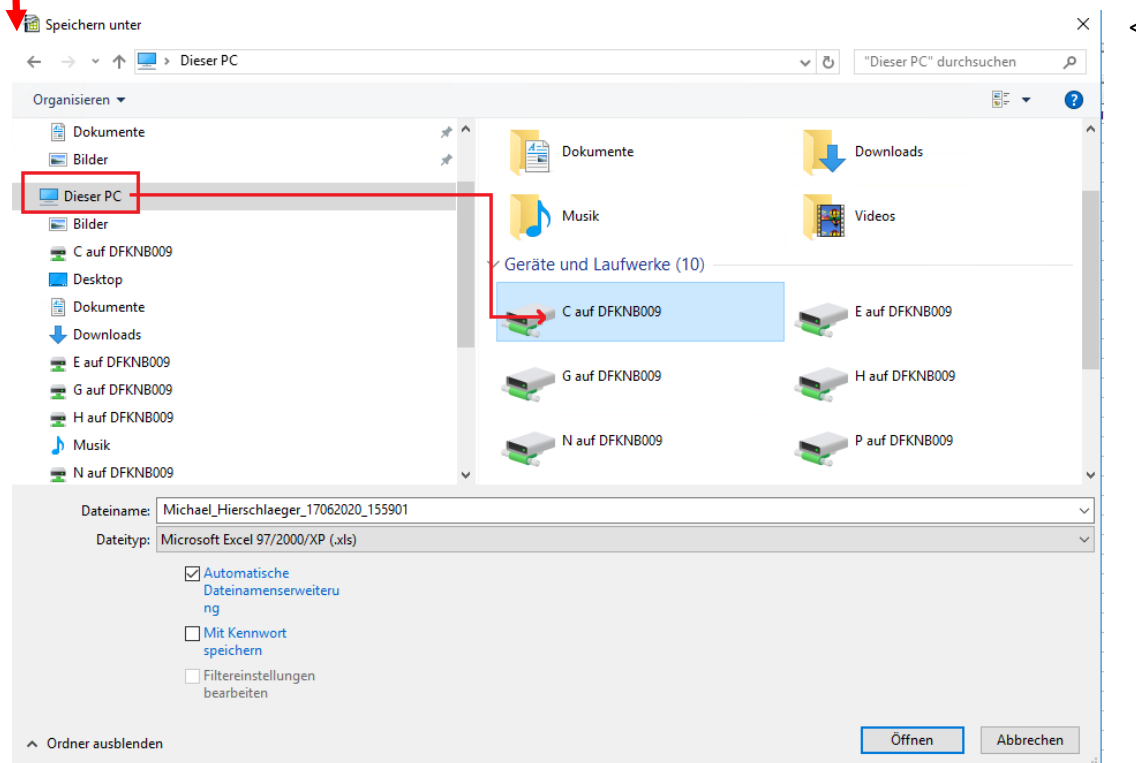 Speichern unter
Dieser PC
"Dieser PC" durchsuchen
Organisieren
Dokumente
Bilder
Dieser PC
Bilder
C auf DFKNB009
Desktop
Dokumente
Downloads
E auf DFKNB009
G auf DFKNB009
H auf DFKNB009
Musik
N auf DFKNB009
Dokumente
Downloads
Musik
Videos
Geräte und Laufwerke (10)
C auf DFKNB009
E auf DFKNB009
G auf DFKNB009
H auf DFKNB009
N auf DFKNB009
P auf DFKNB009
Dateiname: Michael_Hierschlaeger_17062020_155901
Dateityp: Microsoft Excel 97/2000/XP (.xls)
Automatische
Dateinamenserweiteru
ng
Mit Kennwort
speichern
Filtereinstellungen
bearbeiten
Ordner ausblenden
Öffnen
Abbrechen